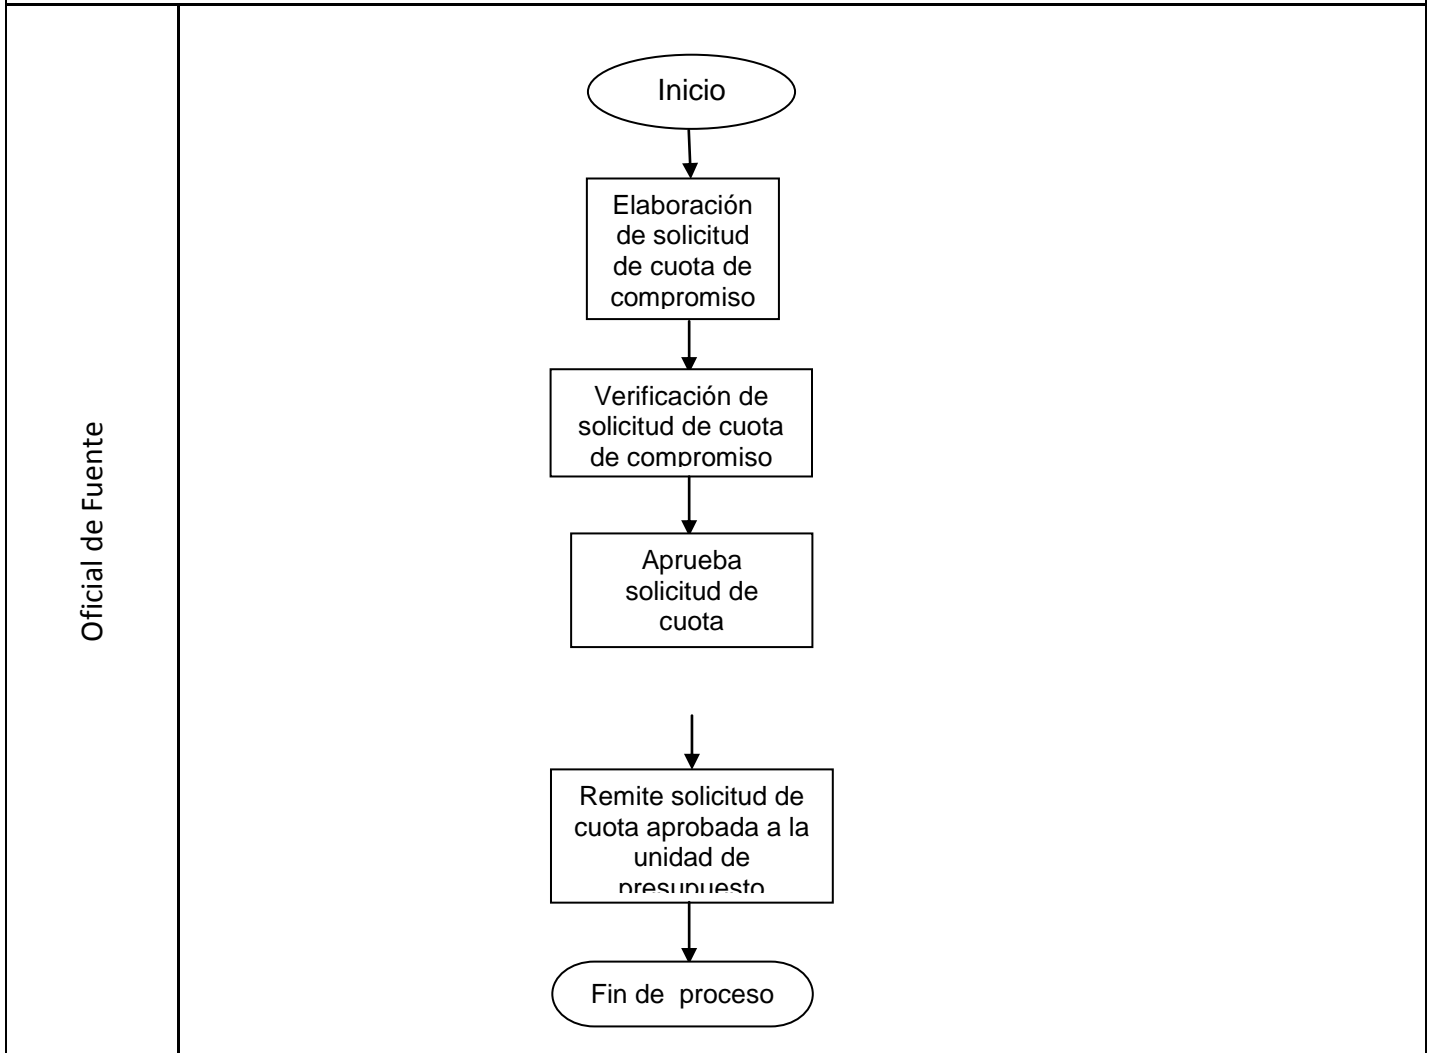 Oficial de Fuente
Inicio
Elaboración
de solicitud
de cuota de
compromiso
Verificación de
solicitud de cuota
de compromiso
Aprueba
solicitud de
cuota
Remite solicitud de
cuota aprobada a la
unidad de
presupuesto
Fin de  proceso